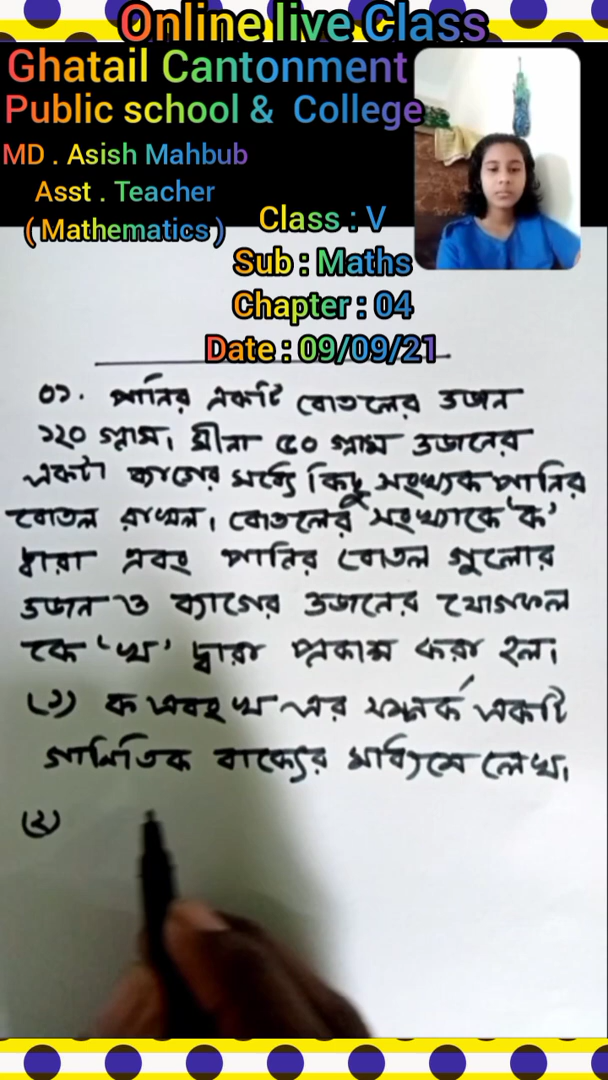 Online live Class
Ghatail Cantonment
Public school & College
MD . Asish Mahbub
Asst . Teacher
( Mathematics )
Class : V
Sub : Maths
Chapter : 04
Date : 09/09/21
০১. পানির একটি বোতলের ওজন
১২০ গ্রাম। মীনা ৫০ গ্রাম ওজনের
একটা ব্যাগের মধ্যে কিছু সংখ্যক পানির
বোতল রাখল। বোতলের সংখ্যাকে 'ক'
দ্বারা এবং পানির বোতল গুলোর
ওজন ও ব্যাগের ওজনের যোগফল
কে 'খ' দ্বারা প্রকাশ করা হল।
(১) ক এবং খ এর সম্পর্ক একটি
গাণিতিক বাক্যের মাধ্যমে লেখ।
(২)